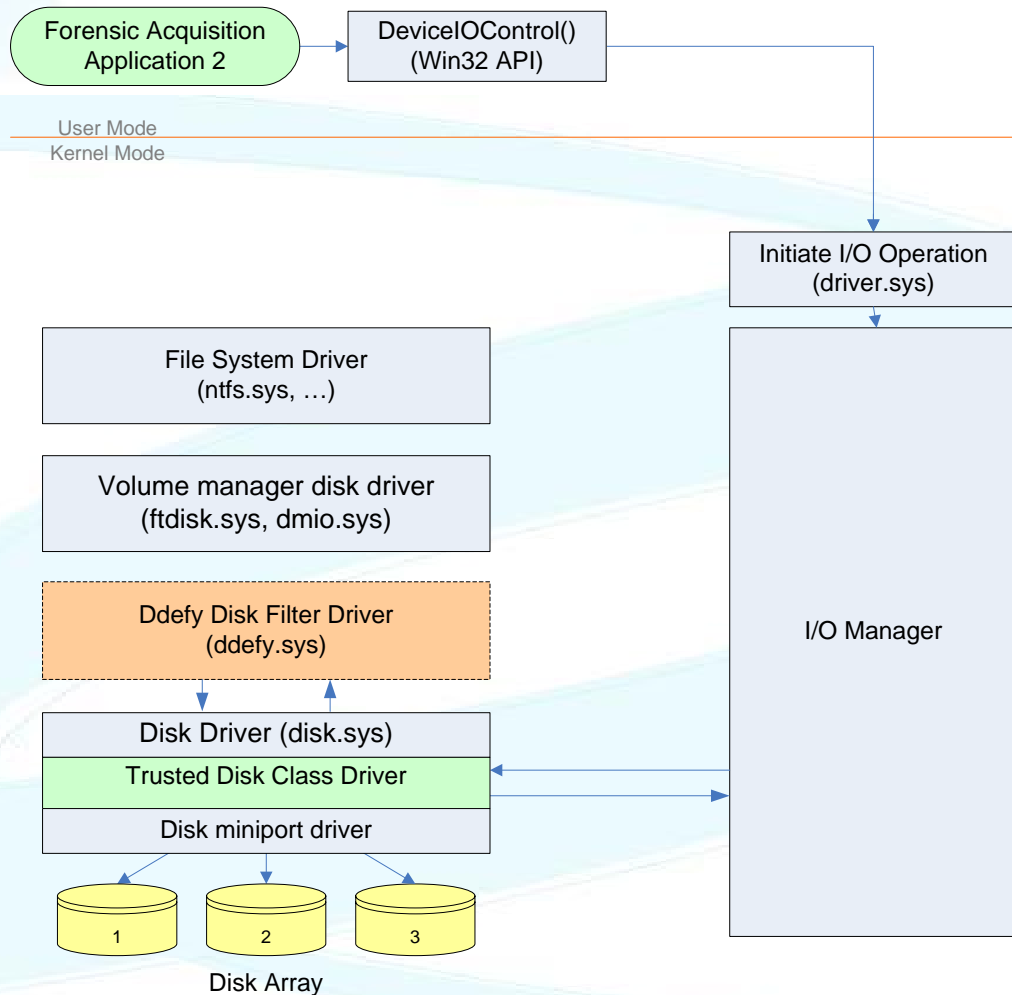 Forensic Acquisition
Application 2
DeviceIOControl()
(Win32 API)
User Mode
Kernel Mode
Initiate I/O Operation
(driver.sys)
File System Driver
(ntfs.sys, …)
Volume manager disk driver
(ftdisk.sys, dmio.sys)
Ddefy Disk Filter Driver
(ddefy.sys)
I/O Manager
Disk Driver (disk.sys)
Trusted Disk Class Driver
Disk miniport driver
1
2
3
Disk Array